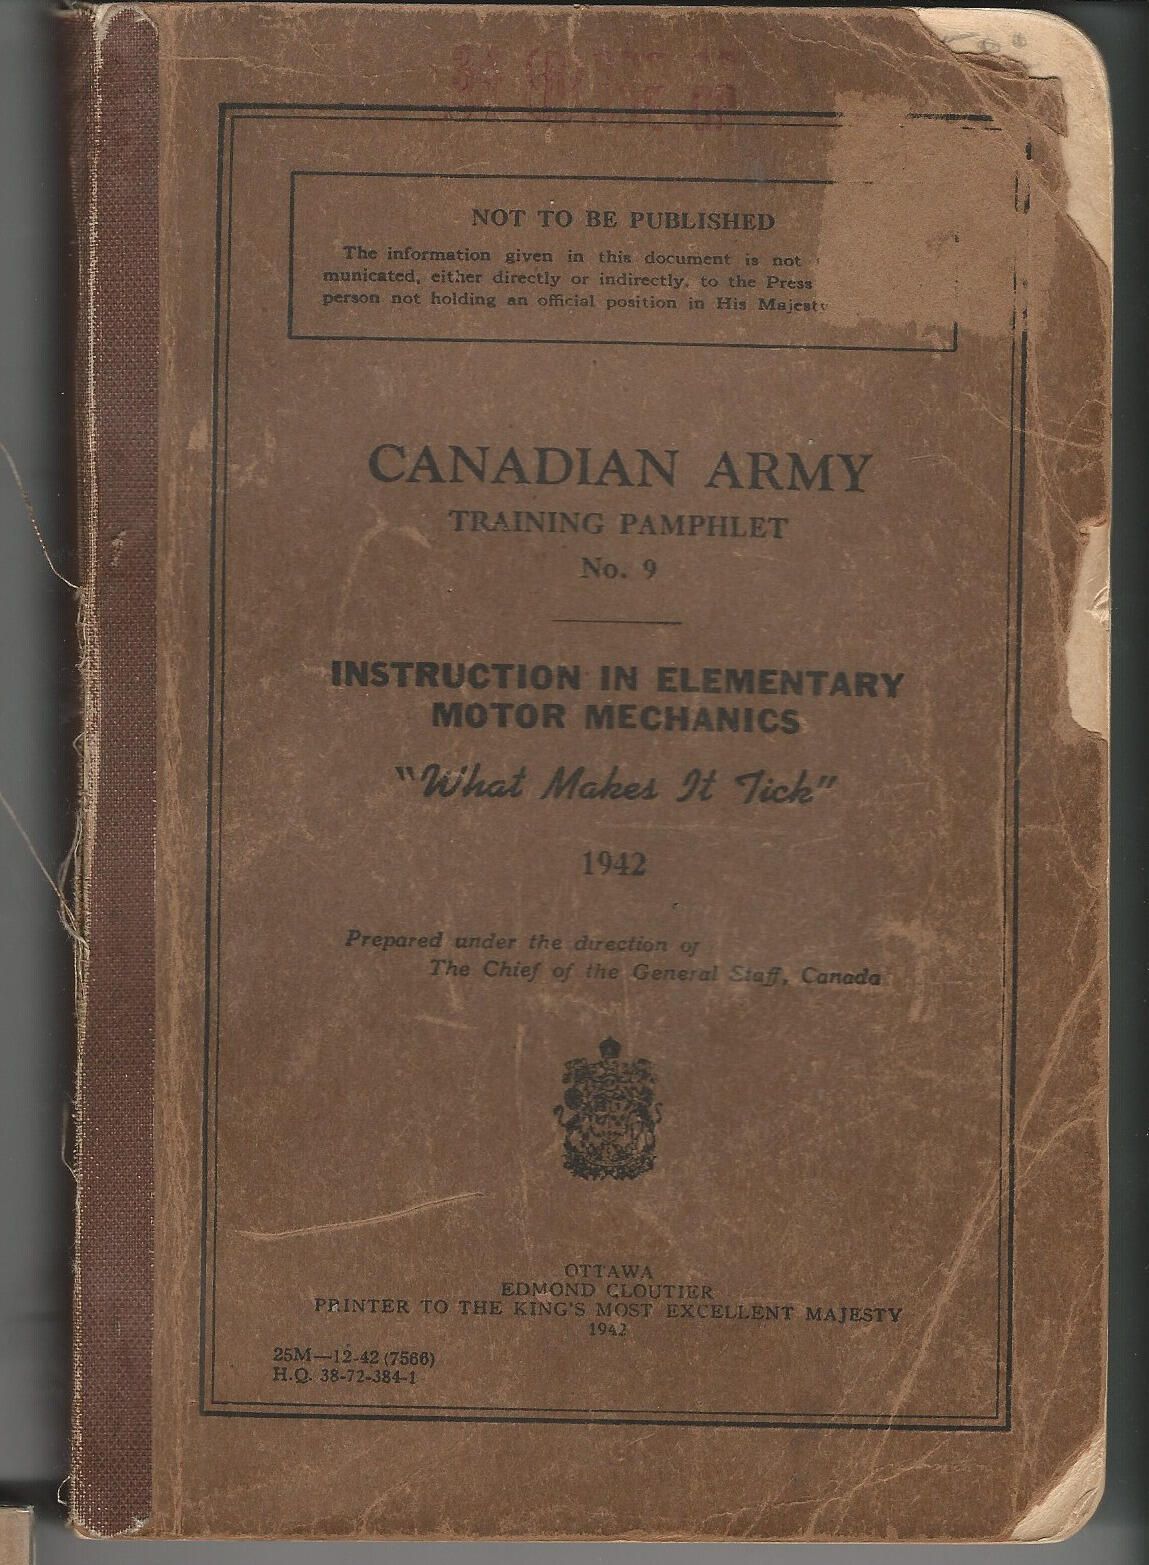 NOT TO BE PUBLISHED
The information given in this document is not
municated, either directly or indirectly, to the Press
person not holding an official position in His
CANADIAN ARMY
TRAINING PAMPHLET
No. 9
INSTRUCTION IN ELEMENTARY
MOTOR MECHANICS
"What Makes It Tick"
1942
Prepared under the direction of
The Chief of the General Staff, Canada
OTTAWA
EDMOND CLOUTIER
PRINTER TO THE KING'S MOST EXCELLENT MAJESTY
1942
25M—12-42 (7566)
H.Q. 38-72-384-1